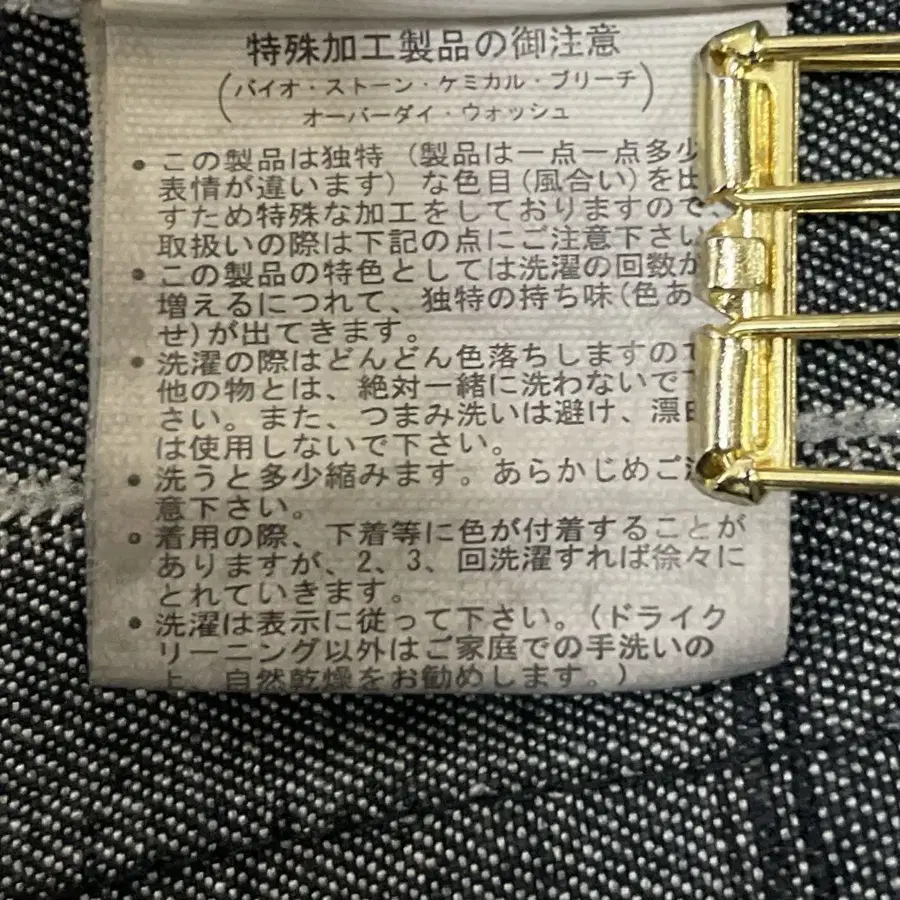 特殊加工製品の御注意
(バイオ・ストーン・ケミカル・ブリーチ
オーバーダイ・ウォッシュ)
・この製品は独特（製品は一点一点多少
表情が違います）な色目(風合い)を出
すため特殊な加工をしておりますので、
取扱いの際は下記の点にご注意下さい
・この製品の特色としては洗濯の回数が
増えるにつれて、独特の持ち味(色あ
せ)が出てきます。
・洗濯の際はどんどん色落ちしますので
他の物とは、絶対一緒に洗わないで下
さい。また、つまみ洗いは避け、漂白
は使用しないで下さい。
・洗うと多少縮みます。あらかじめご注
意下さい。
・着用の際、下着等に色が付着することが
ありますが、2、3、回洗濯すれば徐々に
とれていきます。
・洗濯は表示に従って下さい。(ドライク
リーニング以外はご家庭での手洗いの
上、自然乾燥をお勧めします。)